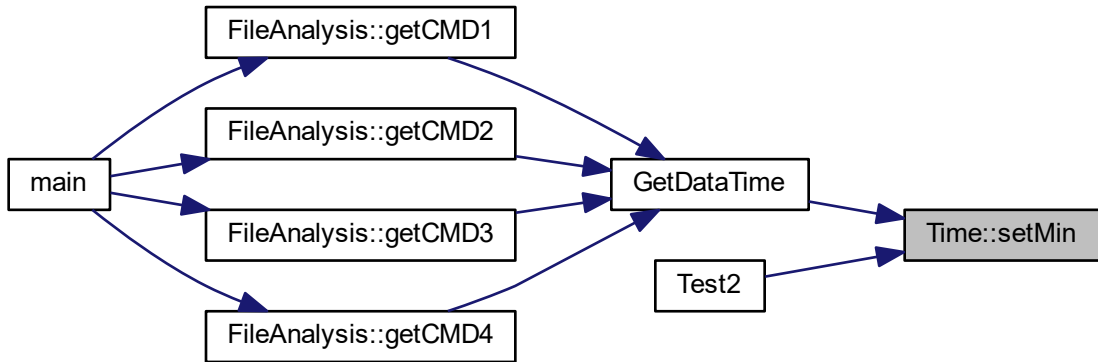 main
FileAnalysis::getCMD1
FileAnalysis::getCMD2
FileAnalysis::getCMD3
FileAnalysis::getCMD4
GetDataTime
Test2
Time::setMin